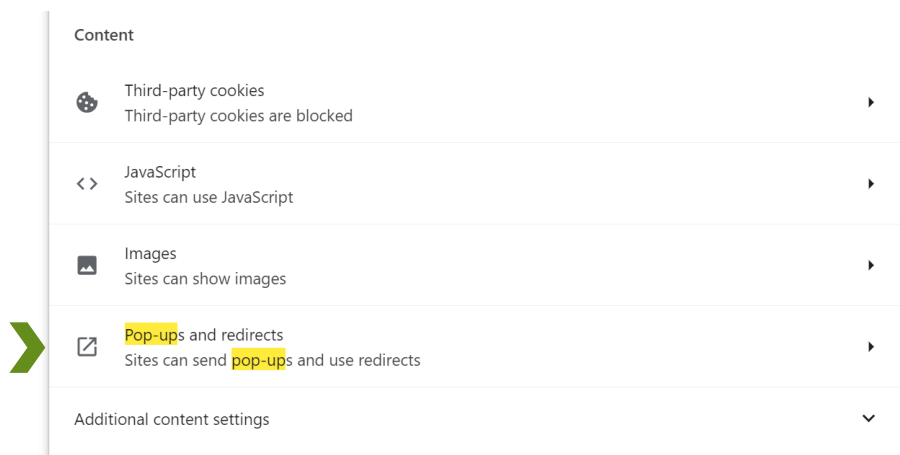 Content
Third-party cookies
Third-party cookies are blocked
JavaScript
Sites can use JavaScript
Images
Sites can show images
Pop-ups and redirects
Sites can send pop-ups and use redirects
Additional content settings